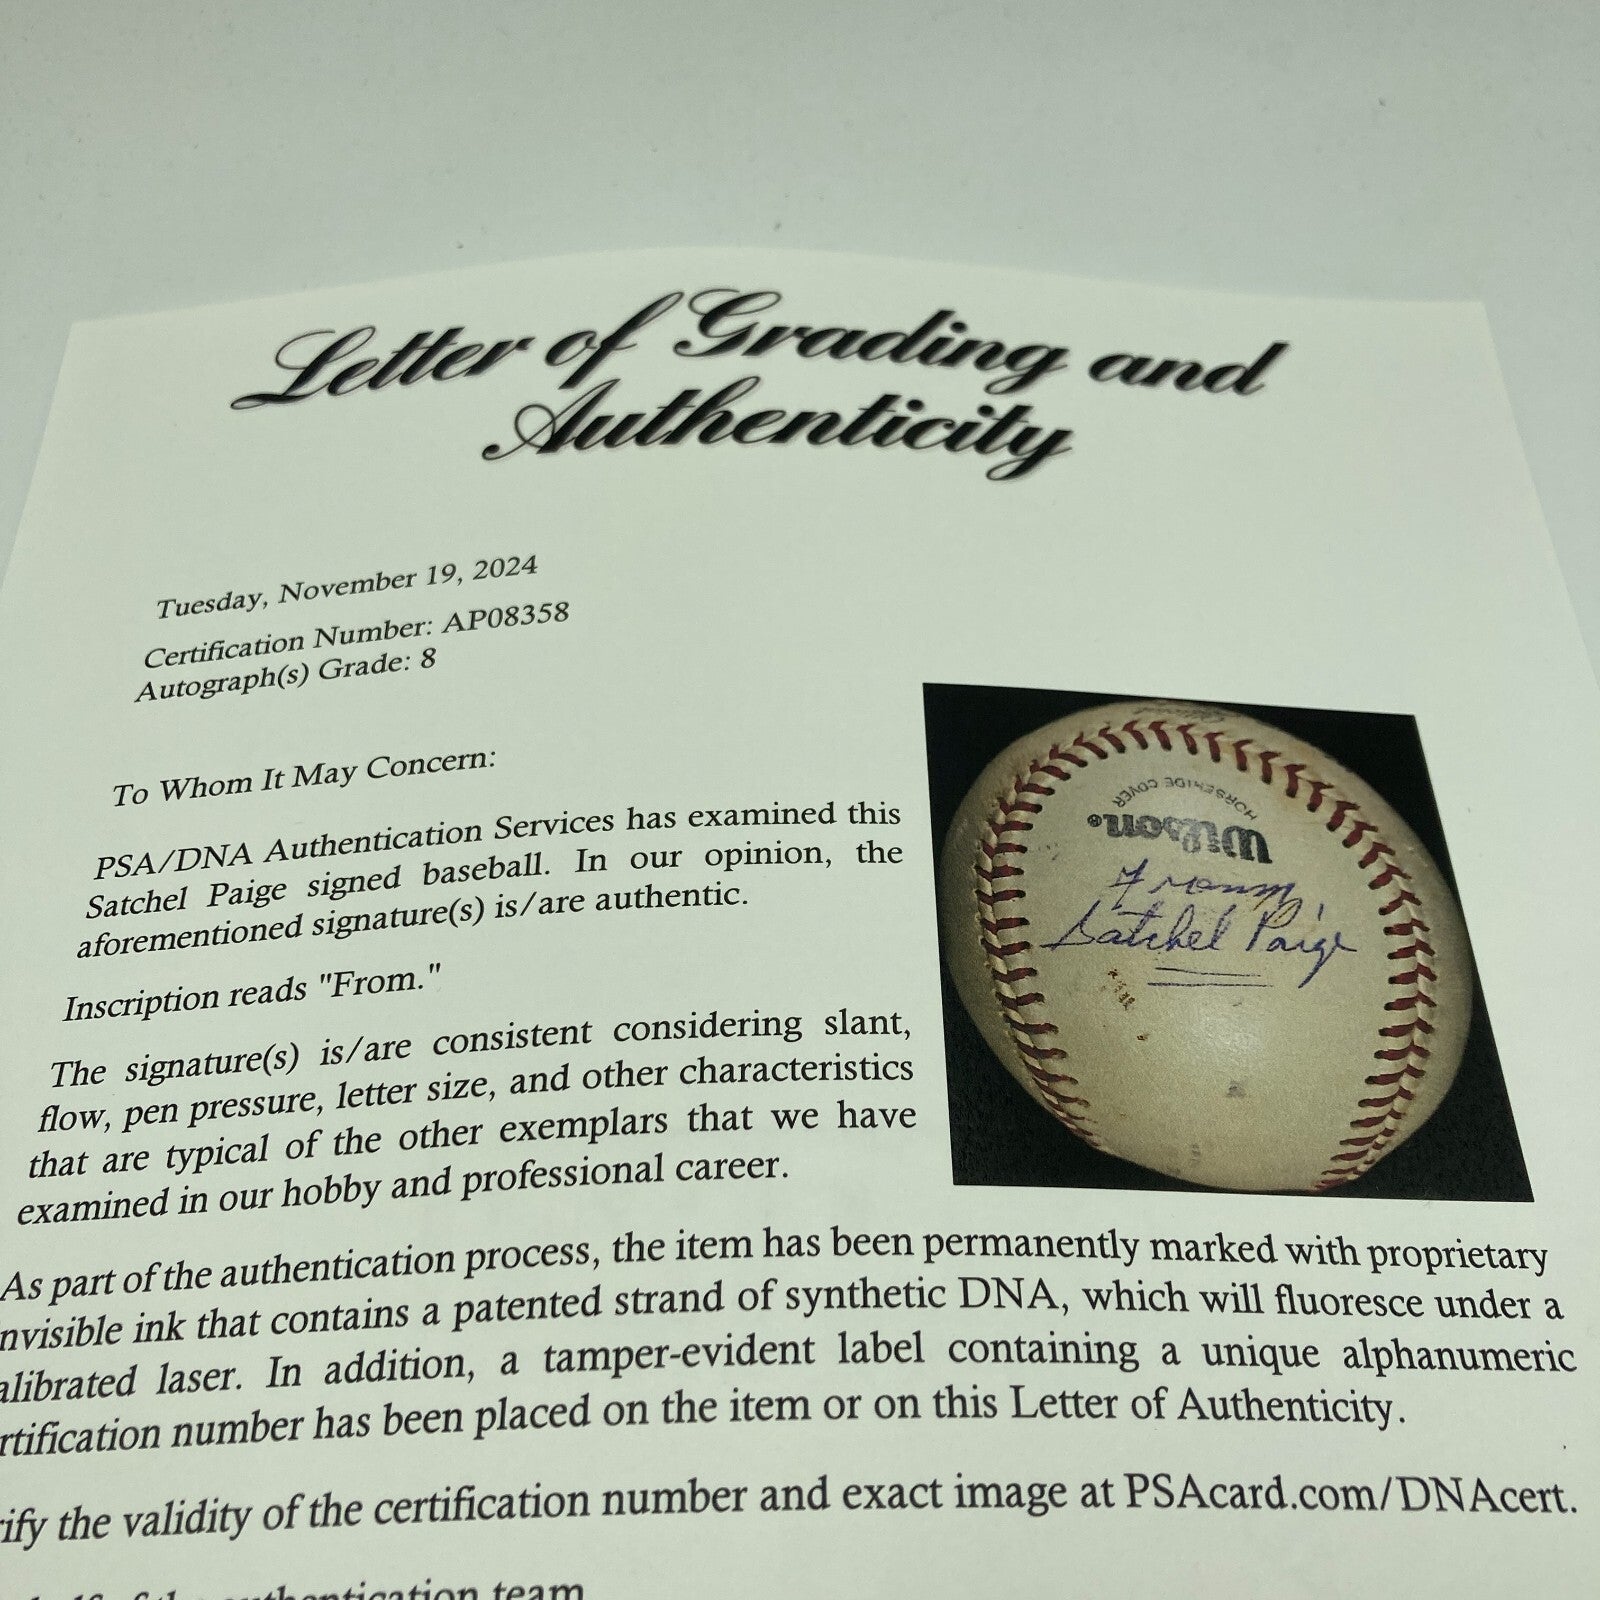 Letter of Grading and
Authenticity
Tuesday, November 19, 2024
Certification Number: AP08358
Autograph(s) Grade: 8
To Whom It May Concern:
PSA/DNA Authentication Services has examined this
Satchel Paige signed baseball. In our opinion, the
aforementioned signature(s) is/are authentic.
Inscription reads "From."
The signature(s) is/are consistent considering slant,
flow, pen pressure, letter size, and other characteristics
that are typical of the other exemplars that we have
examined in our hobby and professional career.
HORSEHIDE COVER
Wilson®
From,
Satchel Paige
As part of the authentication process, the item has been permanently marked with proprietary
nvisible ink that contains a patented strand of synthetic DNA, which will fluoresce under a
alibrated laser. In addition, a tamper-evident label containing a unique alphanumeric
rtification number has been placed on the item or on this Letter of Authenticity.
rify the validity of the certification number and exact image at PSAcard.com/DNAcert.
of the authentication team